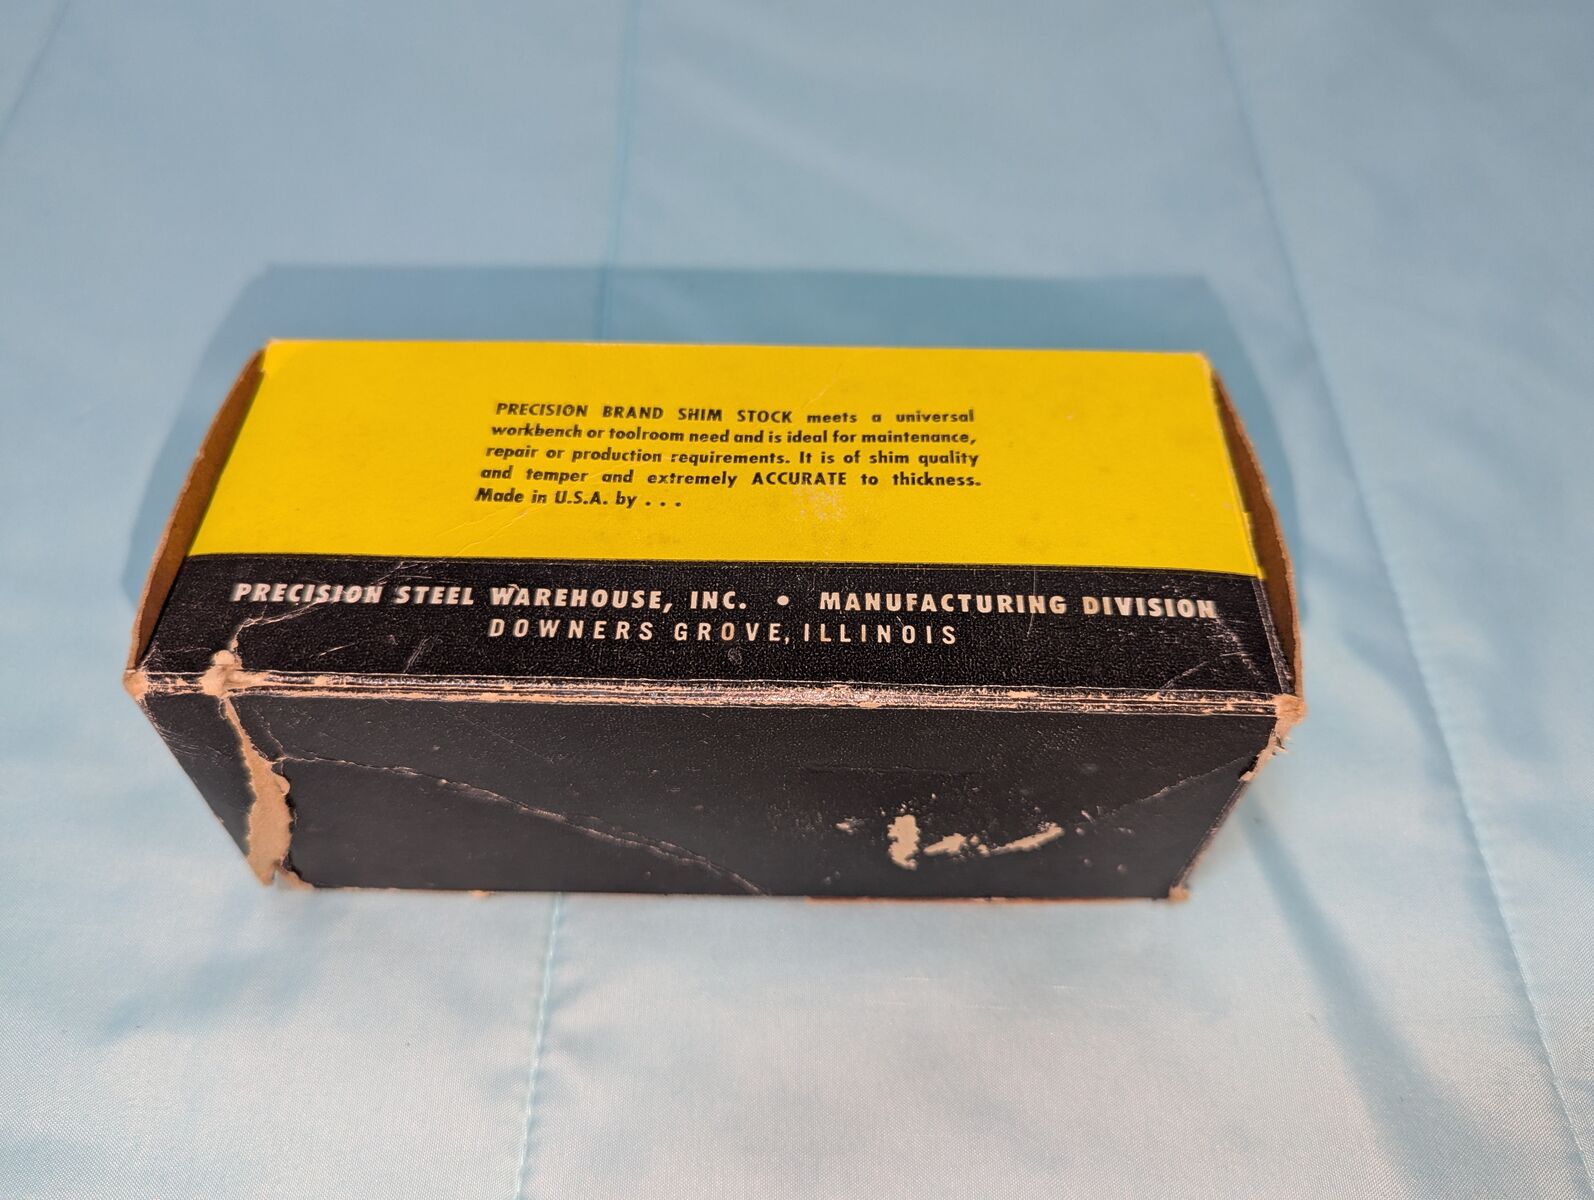 PRECISION BRAND SHIM STOCK meets a universal
workbench or toolroom need and is ideal for maintenance,
repair or production requirements. It is of shim quality
and temper and extremely ACCURATE to thickness.
Made in U.S.A. by . . .
PRECISION STEEL WAREHOUSE, INC. • MANUFACTURING DIVISION
DOWNERS GROVE, ILLINOIS